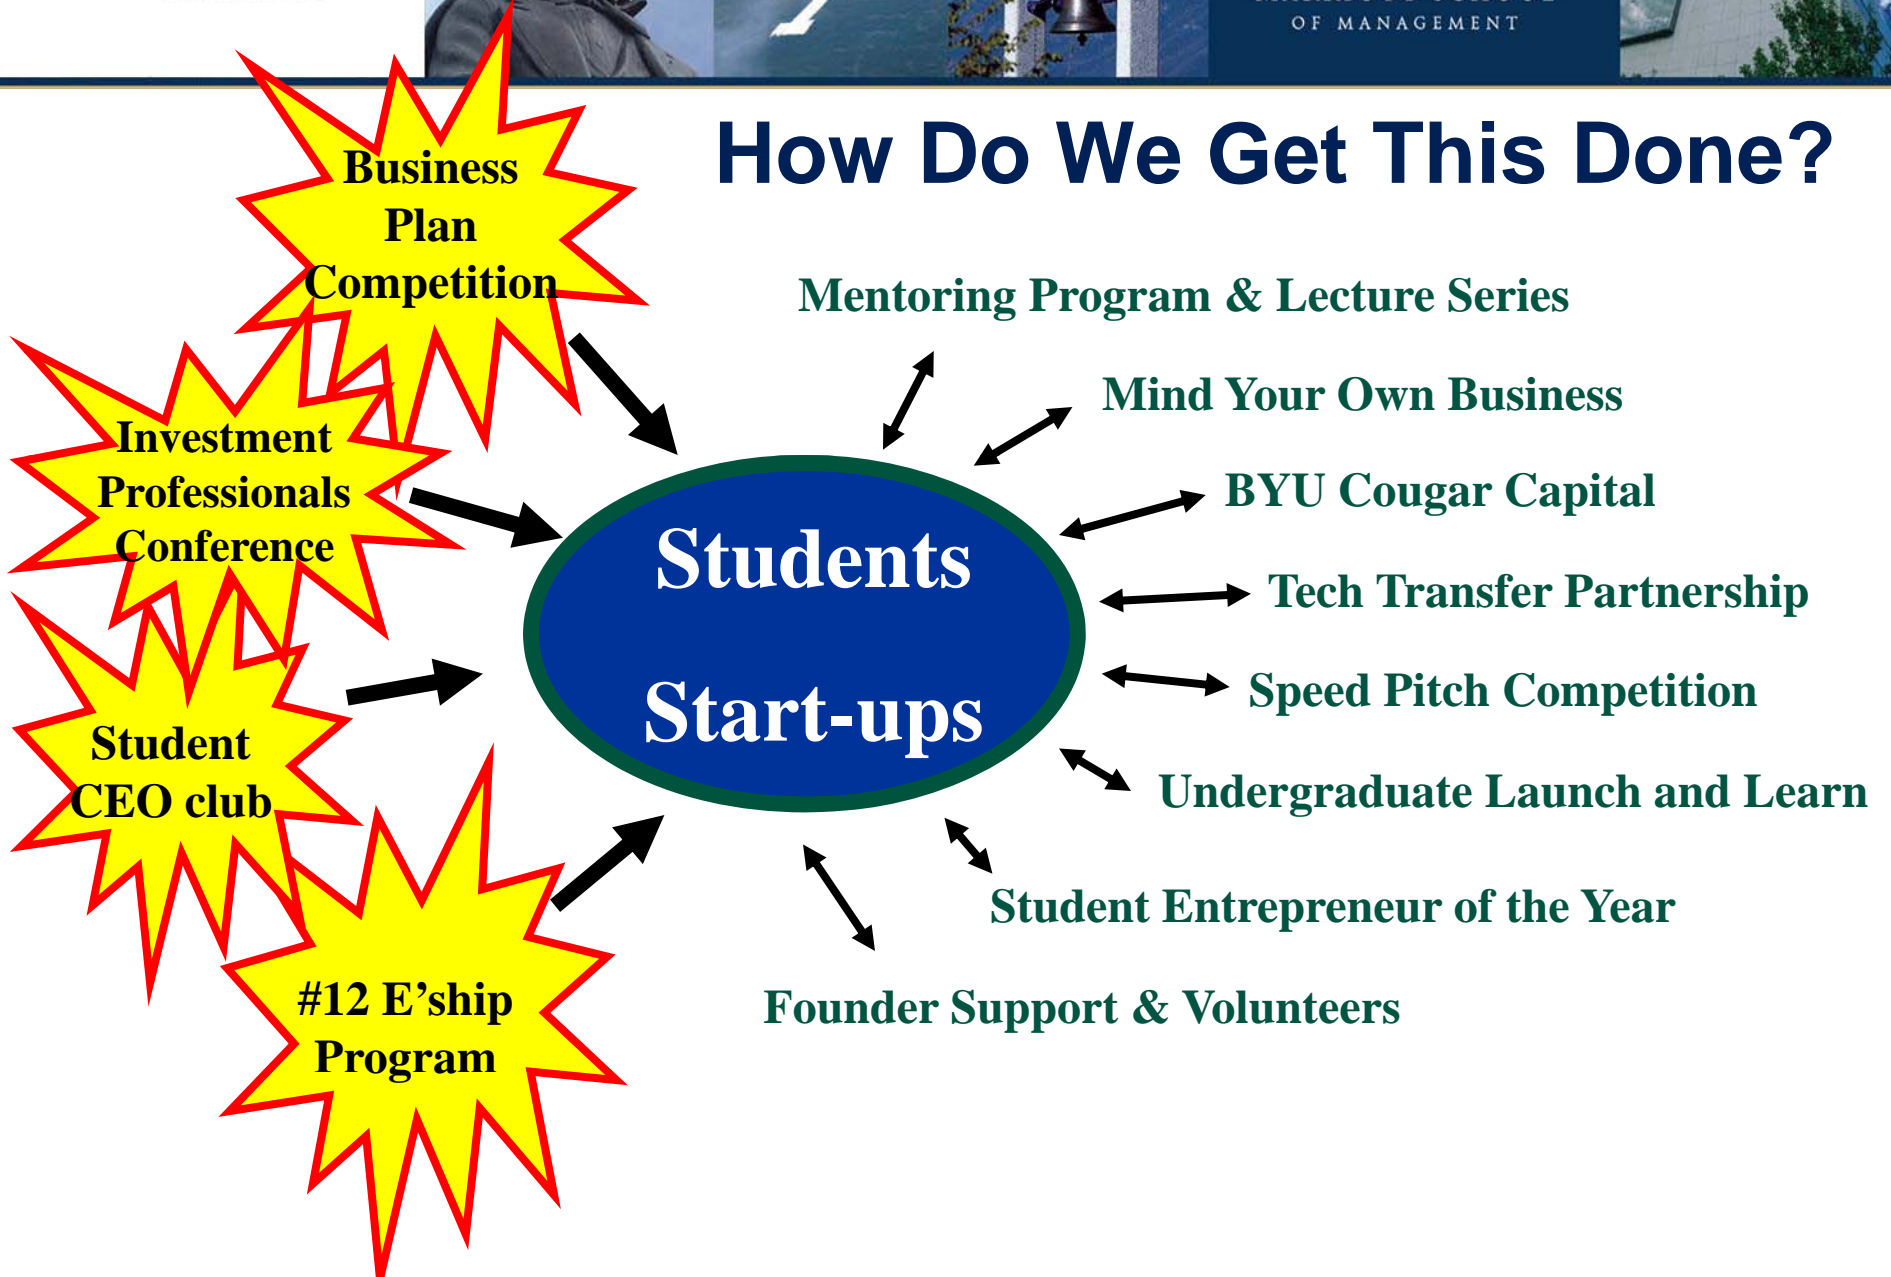 OF MANAGEMENT
How Do We Get This Done?
Business
Plan
Competition
Investment
Professionals
Conference
Student
CEO club
#12 E’ship
Program
Students
Start-ups
Mentoring Program & Lecture Series
Mind Your Own Business
BYU Cougar Capital
Tech Transfer Partnership
Speed Pitch Competition
Undergraduate Launch and Learn
Student Entrepreneur of the Year
Founder Support & Volunteers